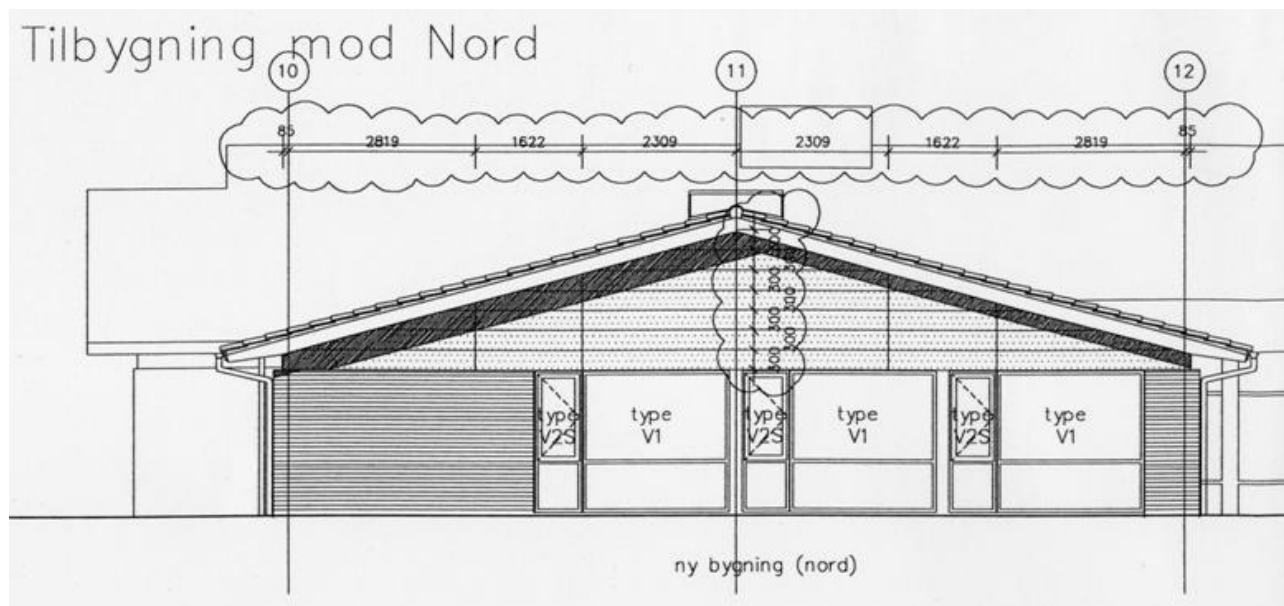 Tilbygning mod Nord
10 11 12
85 2819 1622 2309 2309 1622 2819 85
300 300
300 300
300 300
300
type V2S
type V1
type V2S
type V1
type V2S
type V1
ny bygning (nord)